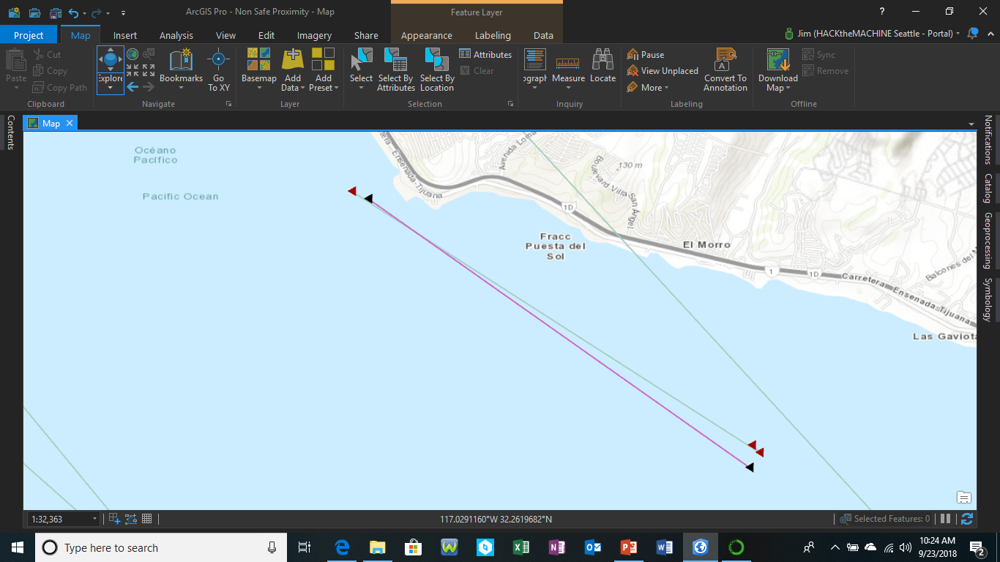 ArcGIS Pro - Non Safe Proximity - Map
Feature Layer
?
Project
Map
Insert
Analysis
View
Edit
Imagery
Share
Appearance
Labeling
Data
Jim (HACKtheMACHINE Seattle - Portal)
Paste
Cut
Copy
Copy Path
Clipboard
Explore
Bookmarks
Go
To XY
Navigate
Basemap
Add
Data
Add
Preset
Layer
Select
Select By
Attributes
Select By
Location
Attributes
Clear
Selection
ograph
Measure
Locate
Inquiry
Pause
View Unplaced
More
Convert To
Annotation
Labeling
Download
Map
Sync
Remove
Offline
Contents
Map
Notifications
Catalog
Geoprocessing
Symbology
Océano
Pacífico
Pacific Ocean
tera-Ensenada-Tijuana
Avenida Loma
Boulevard Villa San Angel
130 m
1D
Fracc
Puesta del
Sol
El Morro
1
1D
Carretera Ensenada-Tijuana
Balcones del M
Las Gaviota
1:32,363
117.0291160°W 32.2619682°N
Selected Features: 0
Type here to search
10:24 AM
9/23/2018
2